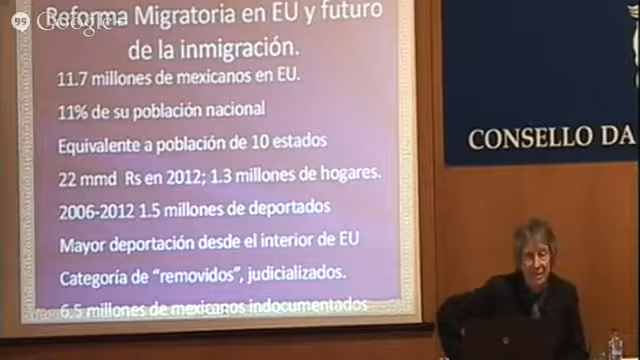 Google+
Reforma Migratoria en EU y futuro
de la inmigración.
11.7 millones de mexicanos en EU.
11% de su población nacional
Equivalente a población de 10 estados
22 mmd Rs en 2012; 1.3 millones de hogares.
2006-2012 1.5 millones de deportados
Mayor deportación desde el interior de EU
Categoría de “removidos”, judicializados.
6.5 millones de mexicanos indocumentados
CONSELLO DA